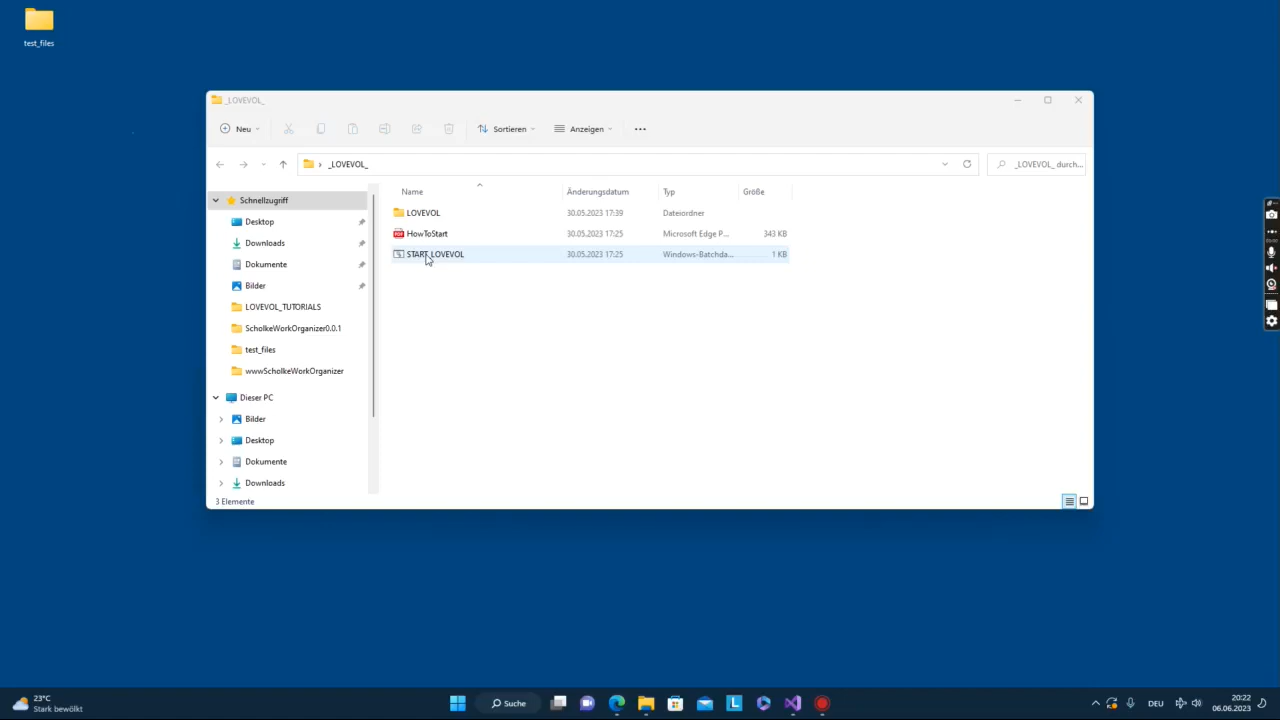 test_files
_LOVEVOL_
Neu
Sortieren
Anzeigen
_LOVEVOL_
_LOVEVOL_ durch...
Name
Änderungsdatum
Typ
Größe
Schnellzugriff
LOVEVOL
30.05.2023 17:39
Dateiordner
Desktop
HowToStart
30.05.2023 17:25
Microsoft Edge P...
343 KB
Downloads
START_LOVEVOL
30.05.2023 17:25
Windows-Batchda...
1 KB
Dokumente
Bilder
LOVEVOL_TUTORIALS
ScholkeWorkOrganizer0.0.1
test_files
wwwScholkeWorkOrganizer
Dieser PC
Bilder
Desktop
Dokumente
Downloads
3 Elemente
23°C
Stark bewölkt
Suche
L
DEU
20:22
06.06.2023